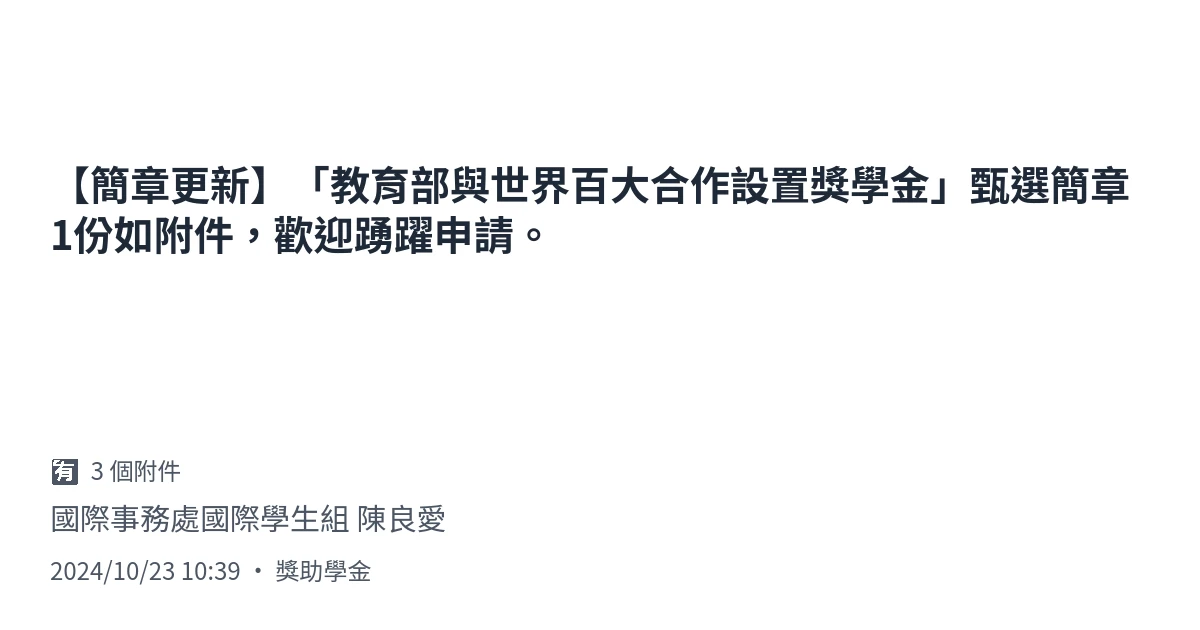 【簡章更新】「教育部與世界百大合作設置獎學金」甄選簡章
1份如附件，歡迎踴躍申請。
🈶 3 個附件
國際事務處國際學生組 陳良愛
2024/10/23 10:39 • 獎助學金